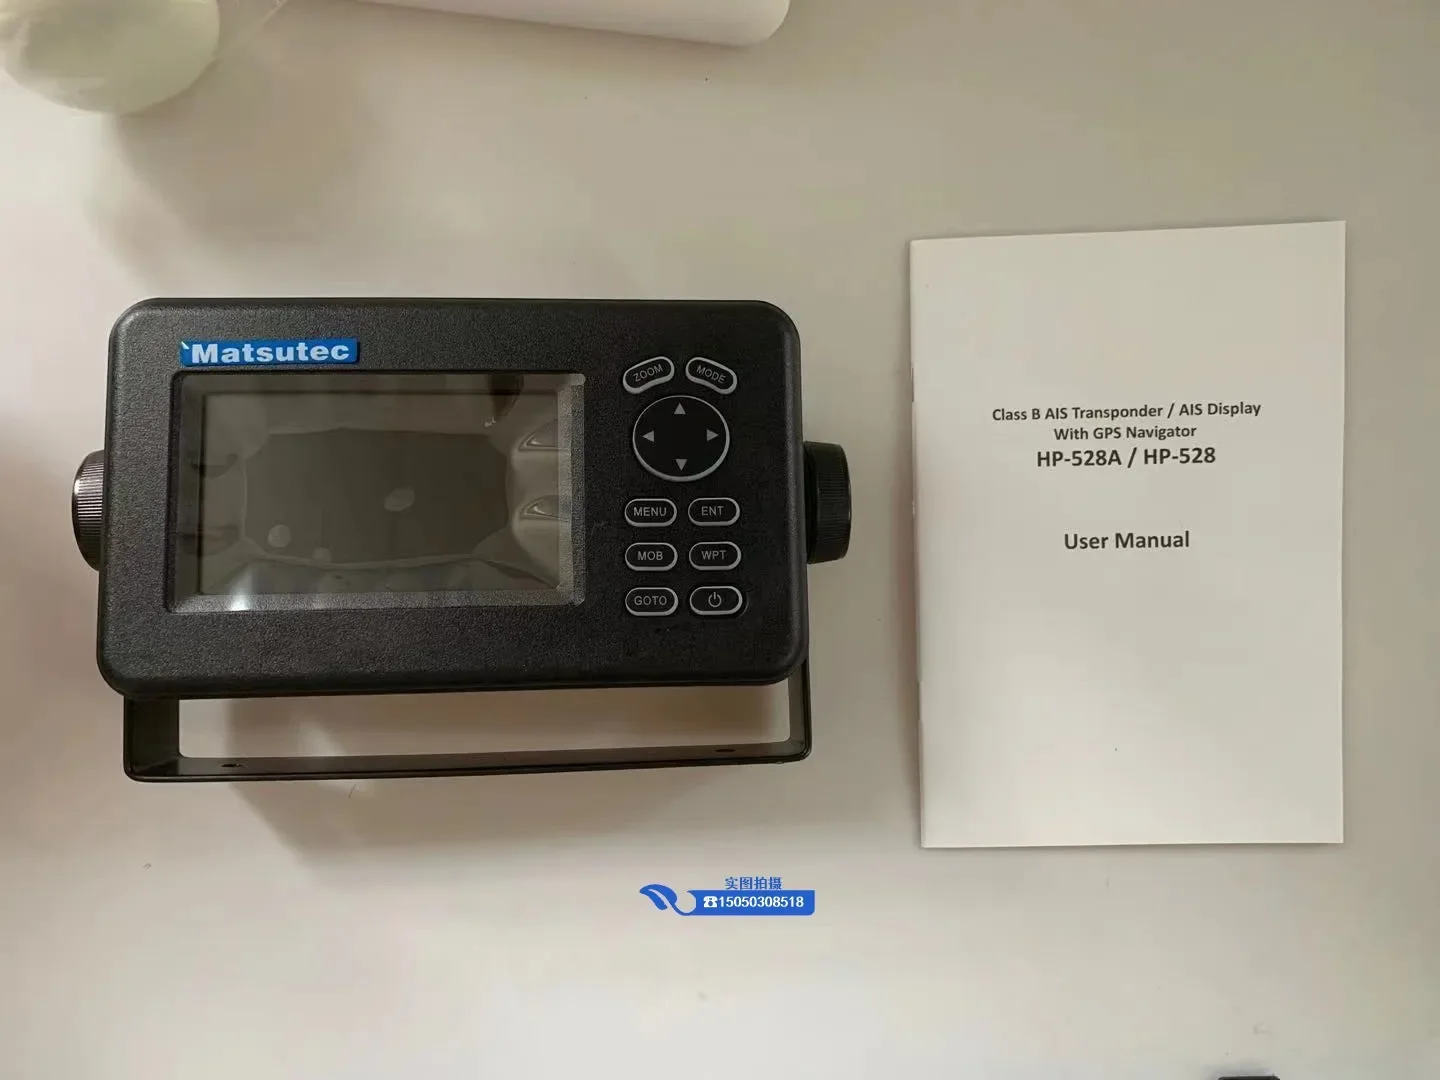 Matsutec
ZOOM
MODE
MENU
ENT
MOB
WPT
GOTO
Class B AIS Transponder / AIS Display
With GPS Navigator
HP-528A / HP-528
User Manual
实图拍摄
☎15050308518